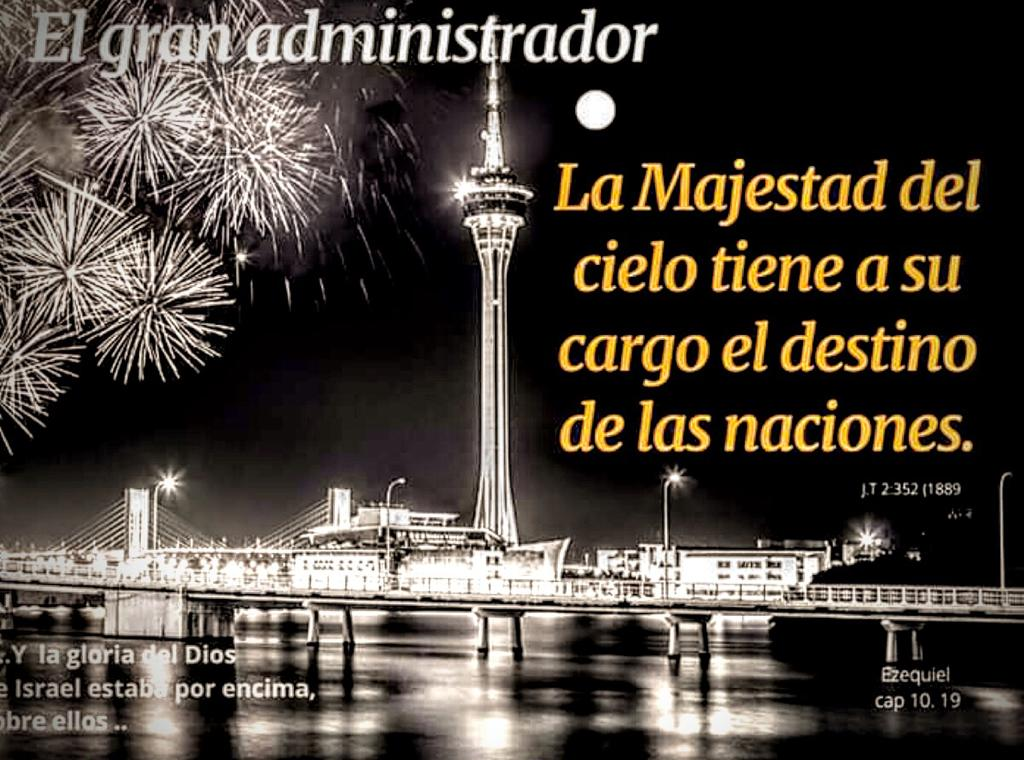 El gran administrador
La Majestad del
cielo tiene a su
cargo el destino
de las naciones.
J.T 2:352 (1889
..Y la gloria del Dios
e Israel estaba por encima,
obre ellos ..
Ezequiel
cap 10. 19